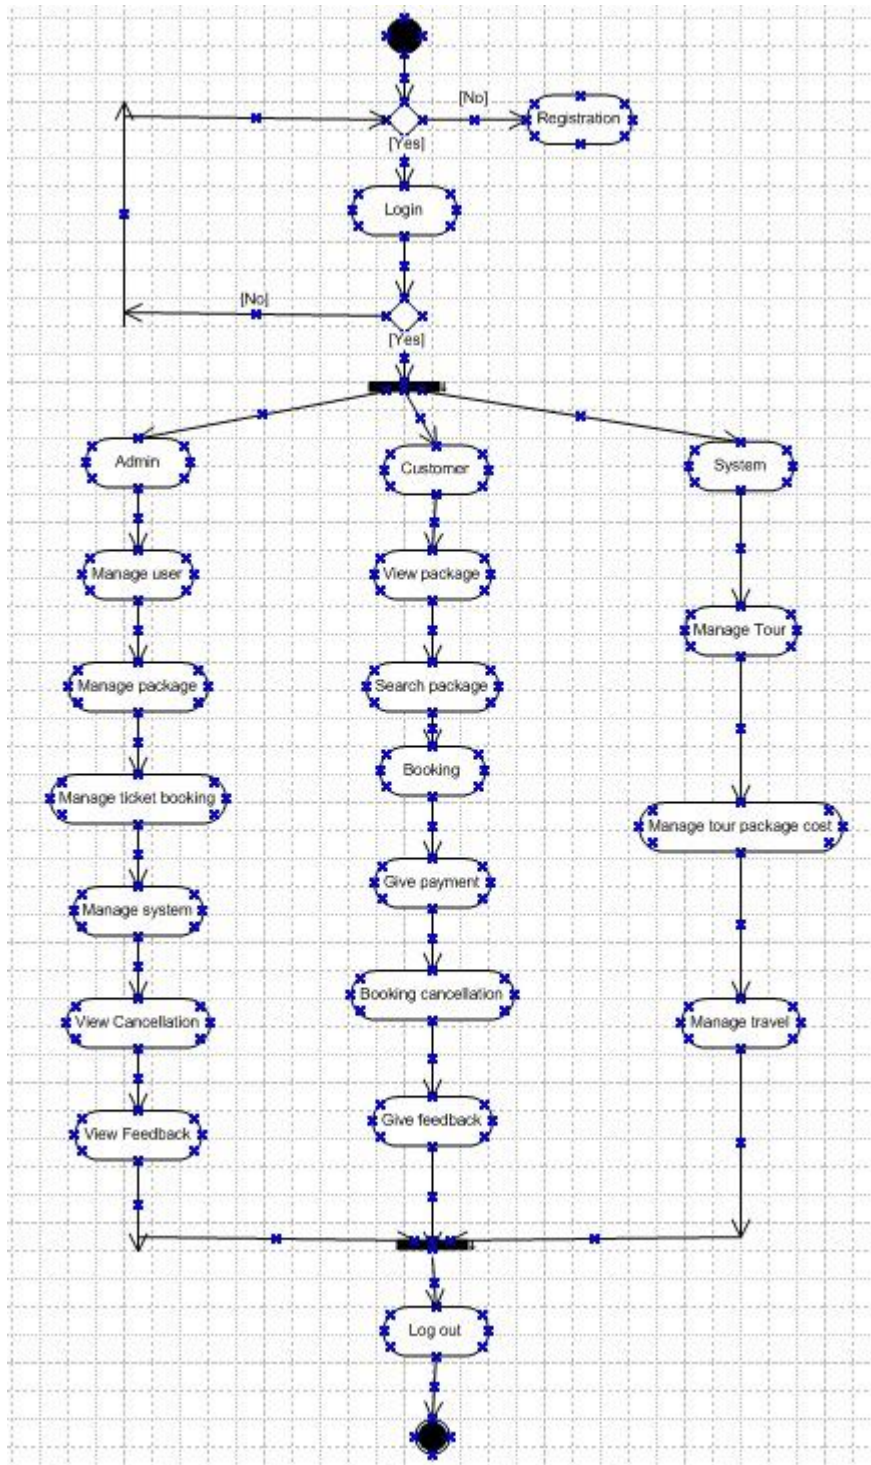 [No]
Registration
[Yes]
Login
[No]
[Yes]
Admin
Customer
System
Manage user
View package
Manage Tour
Manage package
Search package
Booking
Manage ticket booking
Manage tour package cost
Give payment
Manage system
Booking cancellation
View Cancellation
Manage travel
Give feedback
View Feedback
Log out